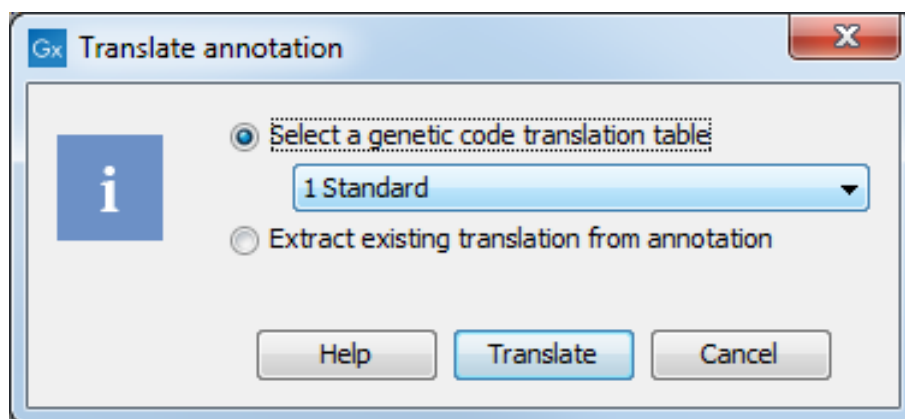 Gx Translate annotation
i
Select a genetic code translation table
1 Standard
Extract existing translation from annotation
Help Translate Cancel